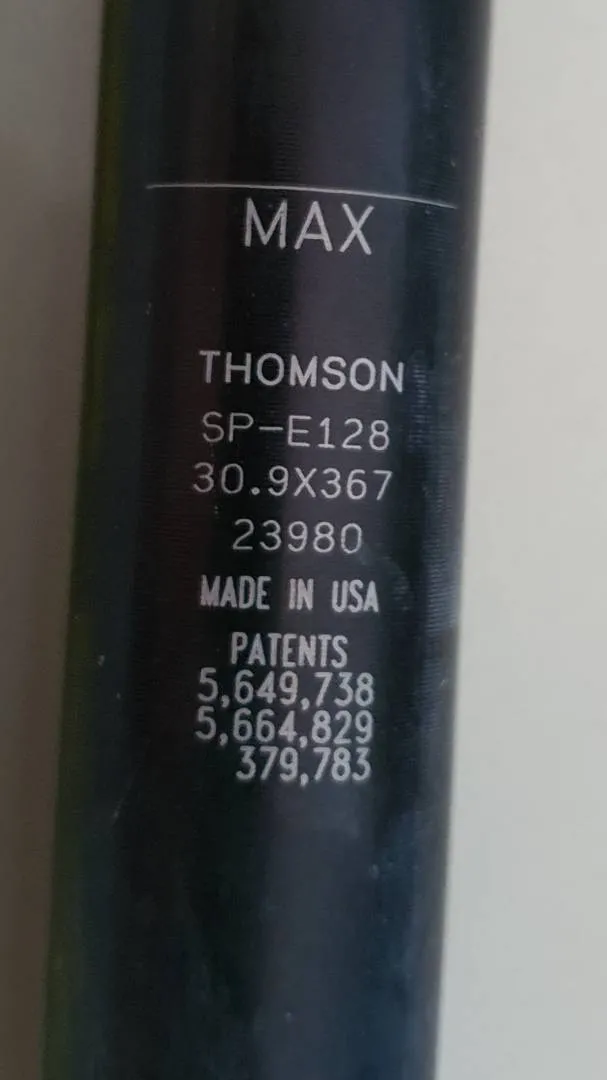 MAX
THOMSON
SP-E128
30.9X367
23980
MADE IN USA
PATENTS
5,649,738
5,664,829
379,783